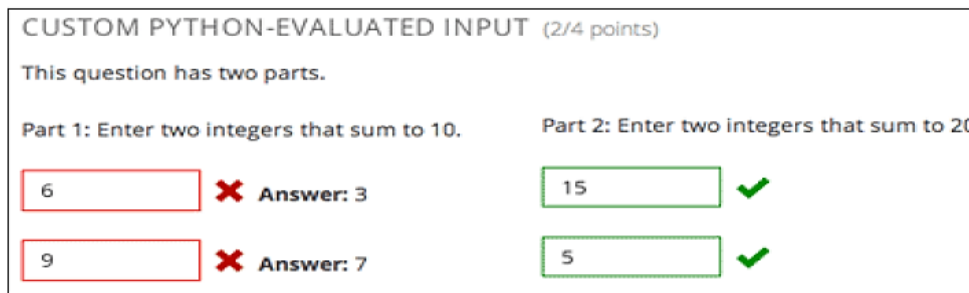 CUSTOM PYTHON-EVALUATED INPUT (2/4 points)
This question has two parts.
Part 1: Enter two integers that sum to 10.
6 Answer: 3
9 Answer: 7
Part 2: Enter two integers that sum to 20
15
5